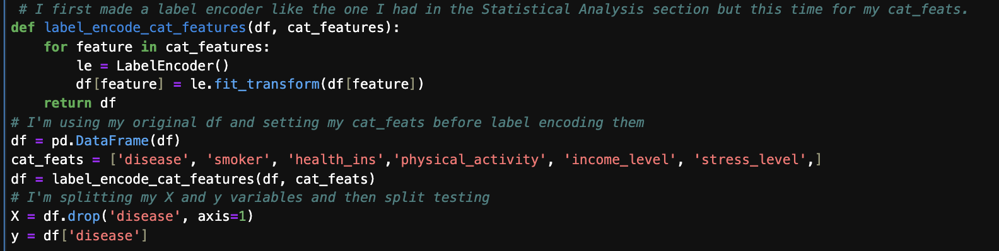 # I first made a label encoder like the one I had in the Statistical Analysis section but this time for my cat_feats.
def label_encode_cat_features(df, cat_features):
    for feature in cat_features:
        le = LabelEncoder()
        df[feature] = le.fit_transform(df[feature])
    return df
# I'm using my original df and setting my cat_feats before label encoding them
df = pd.DataFrame(df)
cat_feats = ['disease', 'smoker', 'health_ins','physical_activity', 'income_level', 'stress_level',]
df = label_encode_cat_features(df, cat_feats)
# I'm splitting my X and y variables and then split testing
X = df.drop('disease', axis=1)
y = df['disease']